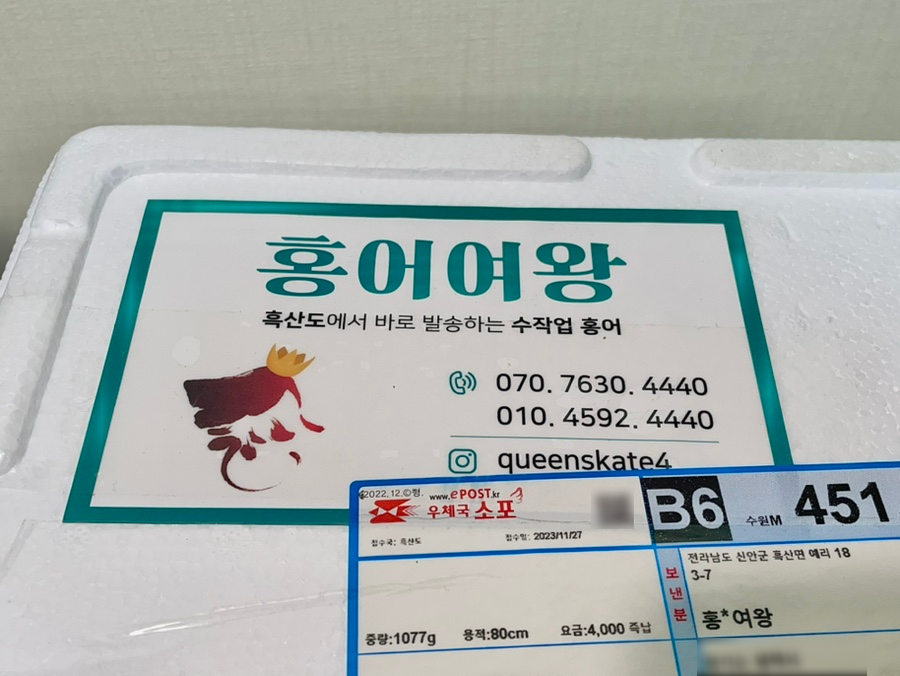 홍어여왕
흑산도에서 바로 발송하는 수작업 홍어
070. 7630. 4440
010. 4592. 4440
queenskate4
2022.12.©형.
www.ePOST.kr
우체국 소포
접수국: 흑산도
접수일: 2023/11/27
B6
수원M
451
중량:1077g
용적:80cm
요금:4,000 즉납
보낸분
전라남도 신안군 흑산면 예리 18
3-7
홍*여왕